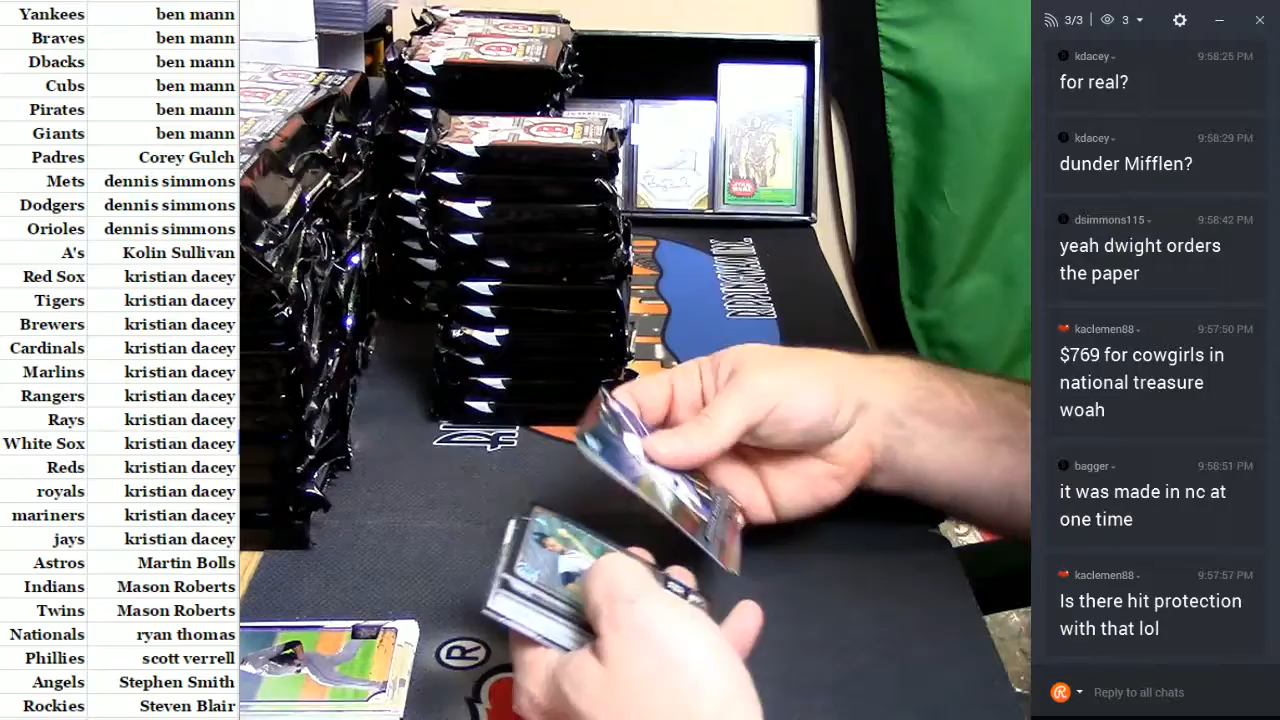 Yankees ben mann
Braves ben mann
Dbacks ben mann
Cubs ben mann
Pirates ben mann
Giants ben mann
Padres Corey Gulch
Mets dennis simmons
Dodgers dennis simmons
Orioles dennis simmons
A's Kolin Sullivan
Red Sox kristian dacey
Tigers kristian dacey
Brewers kristian dacey
Cardinals kristian dacey
Marlins kristian dacey
Rangers kristian dacey
Rays kristian dacey
White Sox kristian dacey
Reds kristian dacey
royals kristian dacey
mariners kristian dacey
jays kristian dacey
Astros Martin Bolls
Indians Mason Roberts
Twins Mason Roberts
Nationals ryan thomas
Phillies scott verrell
Angels Stephen Smith
Rockies Steven Blair
STAR WARS
®
3/3 3
kdacey 9:58:25 PM
for real?
kdacey 9:58:29 PM
dunder Mifflen?
dsimmons115 9:58:42 PM
yeah dwight orders
the paper
kaclemen88 9:57:50 PM
$769 for cowgirls in
national treasure
woah
bagger 9:58:51 PM
it was made in nc at
one time
kaclemen88 9:57:57 PM
Is there hit protection
with that lol
Reply to all chats